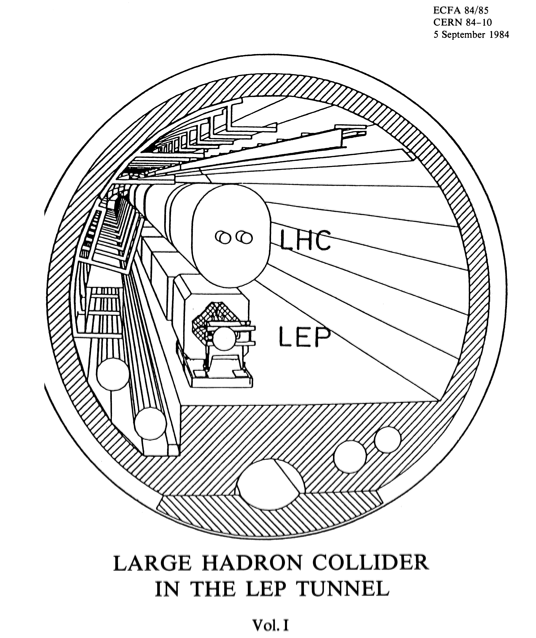 ECFA 84/85
CERN 84-10
5 September 1984
LHC
LEP
LARGE HADRON COLLIDER
IN THE LEP TUNNEL
Vol. I